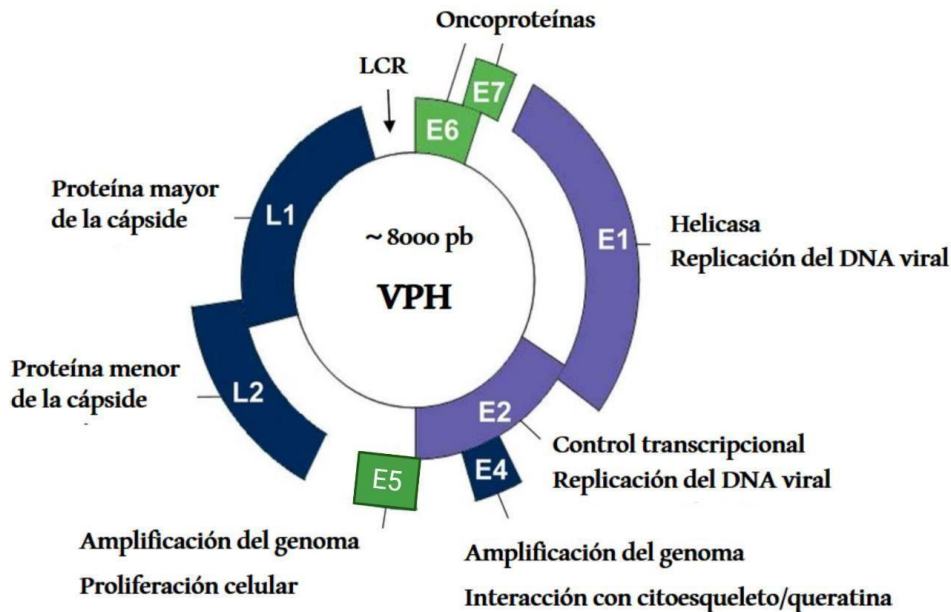 Oncoproteínas
LCR
E7
E6
Proteína mayor
de la cápside
L1
~ 8000 pb
VPH
E1
Helicasa
Replicación del DNA viral
Proteína menor
de la cápside
L2
E2
Control transcripcional
Replicación del DNA viral
E4
E5
Amplificación del genoma
Proliferación celular
Amplificación del genoma
Interacción con citoesqueleto/queratina